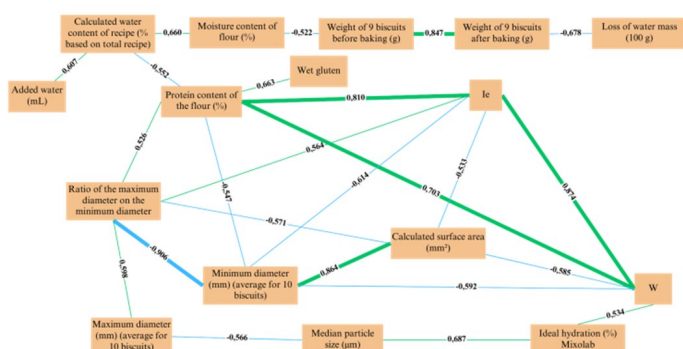 Calculated water
content of recipe (%
based on total recipe)
0,660
Moisture content of
flour (%)
-0,522
Weight of 9 biscuits
before baking (g)
0,847
Weight of 9 biscuits
after baking (g)
-0,678
Loss of water mass
(100 g)
0,607
-0,552
Added water
(mL)
Protein content of
the flour (%)
0,663
Wet gluten
0,810
Ie
0,526
0,564
-0,547
-0,614
-0,533
0,703
0,874
Ratio of the maximum
diameter on the
minimum diameter
-0,571
Calculated surface area
(mm²)
-0,906
0,598
Minimum diameter
(mm) (average for 10
biscuits)
0,864
-0,585
-0,592
W
0,534
Maximum diameter
(mm) (average for
10 biscuits)
-0,566
Median particle
size (µm)
0,687
Ideal hydration (%)
Mixolab